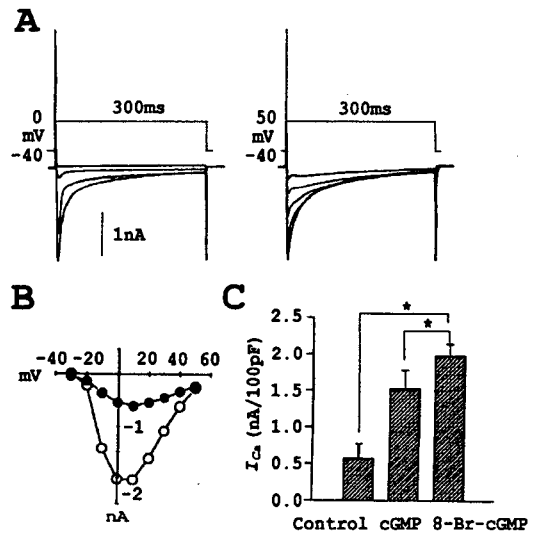 A
0
mV
-40
300ms
1nA
50
mV
-40
300ms
B
-40 -20 20 40 60
mV
-1
-2
nA
C
* 
*
2.5
2.0
1.5
1.0
0.5
0.0
I_Ca (nA/100pF)
Control cGMP 8-Br-cGMP